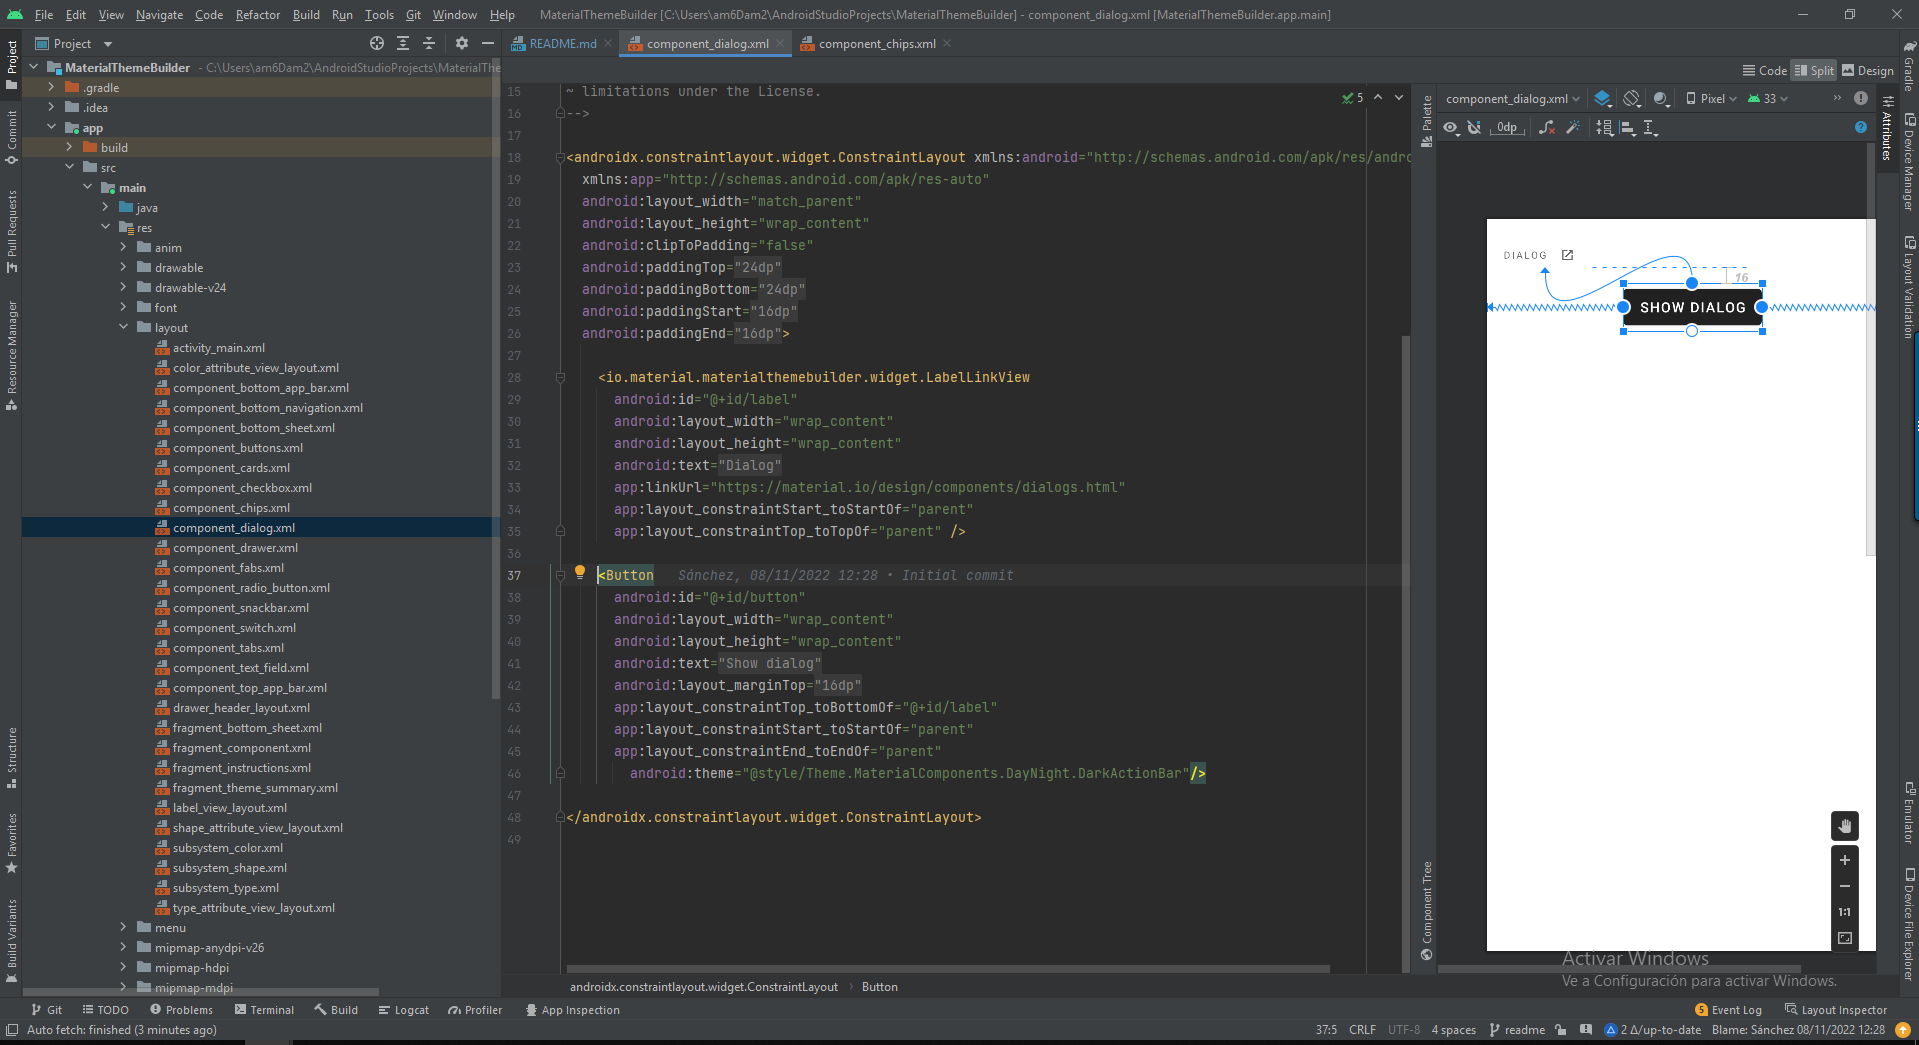 File Edit View Navigate Code Refactor Build Run Tools Git Window Help MaterialThemeBuilder [C:\Users\am6Dam2\AndroidStudioProjects\MaterialThemeBuilder] - component_dialog.xml [MaterialThemeBuilder.app.main]
Project
README.md component_dialog.xml component_chips.xml
Code Split Design
MaterialThemeBuilder - C:\Users\am6Dam2\AndroidStudioProjects\MaterialThe
.gradle
.idea
app
build
src
main
java
res
anim
drawable
drawable-v24
font
layout
activity_main.xml
color_attribute_view_layout.xml
component_bottom_app_bar.xml
component_bottom_navigation.xml
component_bottom_sheet.xml
component_buttons.xml
component_cards.xml
component_checkbox.xml
component_chips.xml
component_dialog.xml
component_drawer.xml
component_fabs.xml
component_radio_button.xml
component_snackbar.xml
component_switch.xml
component_tabs.xml
component_text_field.xml
component_top_app_bar.xml
drawer_header_layout.xml
fragment_bottom_sheet.xml
fragment_component.xml
fragment_instructions.xml
fragment_theme_summary.xml
label_view_layout.xml
shape_attribute_view_layout.xml
subsystem_color.xml
subsystem_shape.xml
subsystem_type.xml
type_attribute_view_layout.xml
menu
mipmap-anydpi-v26
mipmap-hdpi
mipmap-mdpi
Project
Commit
Pull Requests
Resource Manager
Structure
Favorites
Build Variants
15 ~ limitations under the License.
16 -->
17
18 <androidx.constraintlayout.widget.ConstraintLayout xmlns:android="http://schemas.android.com/apk/res/andro
19 xmlns:app="http://schemas.android.com/apk/res-auto"
20 android:layout_width="match_parent"
21 android:layout_height="wrap_content"
22 android:clipToPadding="false"
23 android:paddingTop="24dp"
24 android:paddingBottom="24dp"
25 android:paddingStart="16dp"
26 android:paddingEnd="16dp">
27
28 <io.material.materialthemebuilder.widget.LabelLinkView
29 android:id="@+id/label"
30 android:layout_width="wrap_content"
31 android:layout_height="wrap_content"
32 android:text="Dialog"
33 app:linkUrl="https://material.io/design/components/dialogs.html"
34 app:layout_constraintStart_toStartOf="parent"
35 app:layout_constraintTop_toTopOf="parent" />
36
37 <Button Sánchez, 08/11/2022 12:28 • Initial commit
38 android:id="@+id/button"
39 android:layout_width="wrap_content"
40 android:layout_height="wrap_content"
41 android:text="Show dialog"
42 android:layout_marginTop="16dp"
43 app:layout_constraintTop_toBottomOf="@+id/label"
44 app:layout_constraintStart_toStartOf="parent"
45 app:layout_constraintEnd_toEndOf="parent"
46 android:theme="@style/Theme.MaterialComponents.DayNight.DarkActionBar"/>
47
48 </androidx.constraintlayout.widget.ConstraintLayout>
49
5
androidx.constraintlayout.widget.ConstraintLayout › Button
Palette
Component Tree
component_dialog.xml Pixel 33 »
0dp
DIALOG
16
SHOW DIALOG
1:1
Activar Windows
Ve a Configuración para activar Windows.
Attributes
Gradle
Device Manager
Layout Validation
Emulator
Device File Explorer
Git TODO Problems Terminal Build Logcat Profiler App Inspection 5 Event Log Layout Inspector
Auto fetch: finished (3 minutes ago) 37:5 CRLF UTF-8 4 spaces readme 2 Δ/up-to-date Blame: Sánchez 08/11/2022 12:28